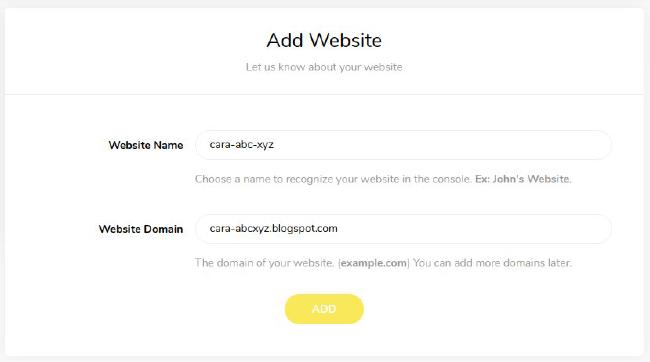 Add Website
Let us know about your website.
Website Name
cara-abc-xyz
Choose a name to recognize your website in the console. Ex: John's Website.
Website Domain
cara-abcxyz.blogspot.com
The domain of your website. (example.com) You can add more domains later.
ADD